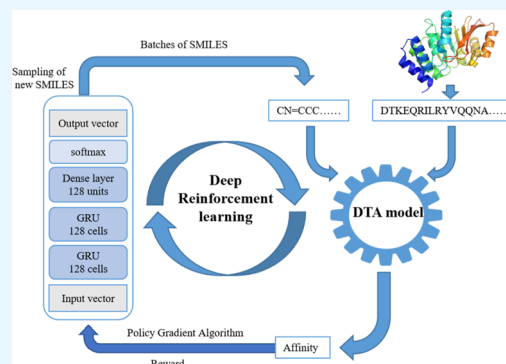 Batches of SMILES
Sampling of
new SMILES
CN=CCC......
DTKEQRILRYVQQNA.....
Output vector
softmax
Dense layer
128 units
GRU
128 cells
GRU
128 cells
Input vector
Deep
Reinforcement
learning
DTA model
Policy Gradient Algorithm
Affinity
Reward